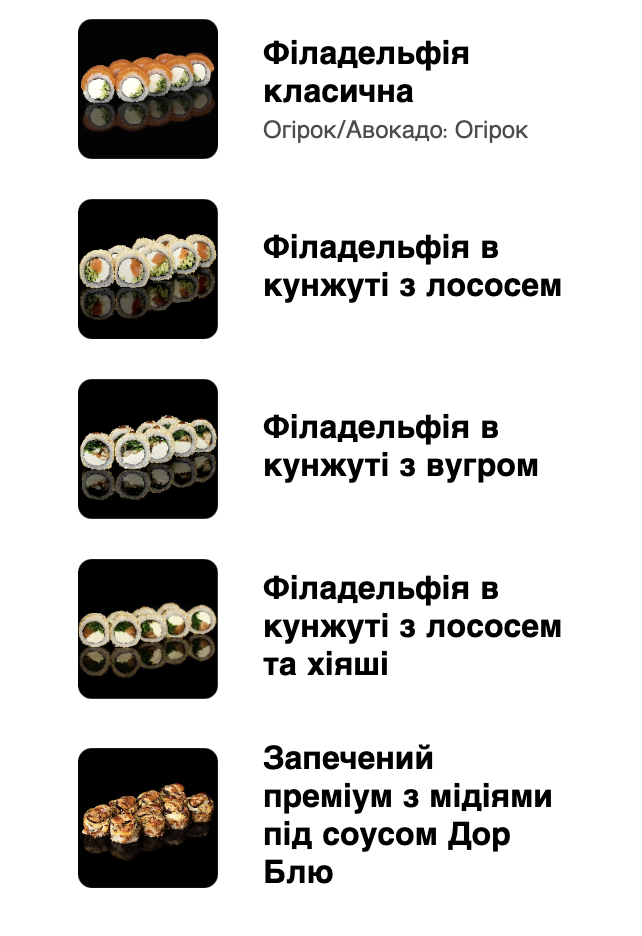 Філадельфія
класична
Огірок/Авокадо: Огірок
Філадельфія в
кунжуті з лососем
Філадельфія в
кунжуті з вугром
Філадельфія в
кунжуті з лососем
та хіяші
Запечений
преміум з мідіями
під соусом Дор
Блю